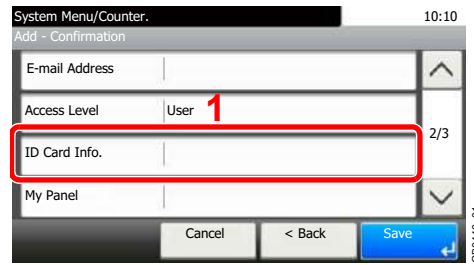 System Menu/Counter.
10:10
Add - Confirmation
E-mail Address
Access Level
User
1
2/3
ID Card Info.
My Panel
Cancel
< Back
Save